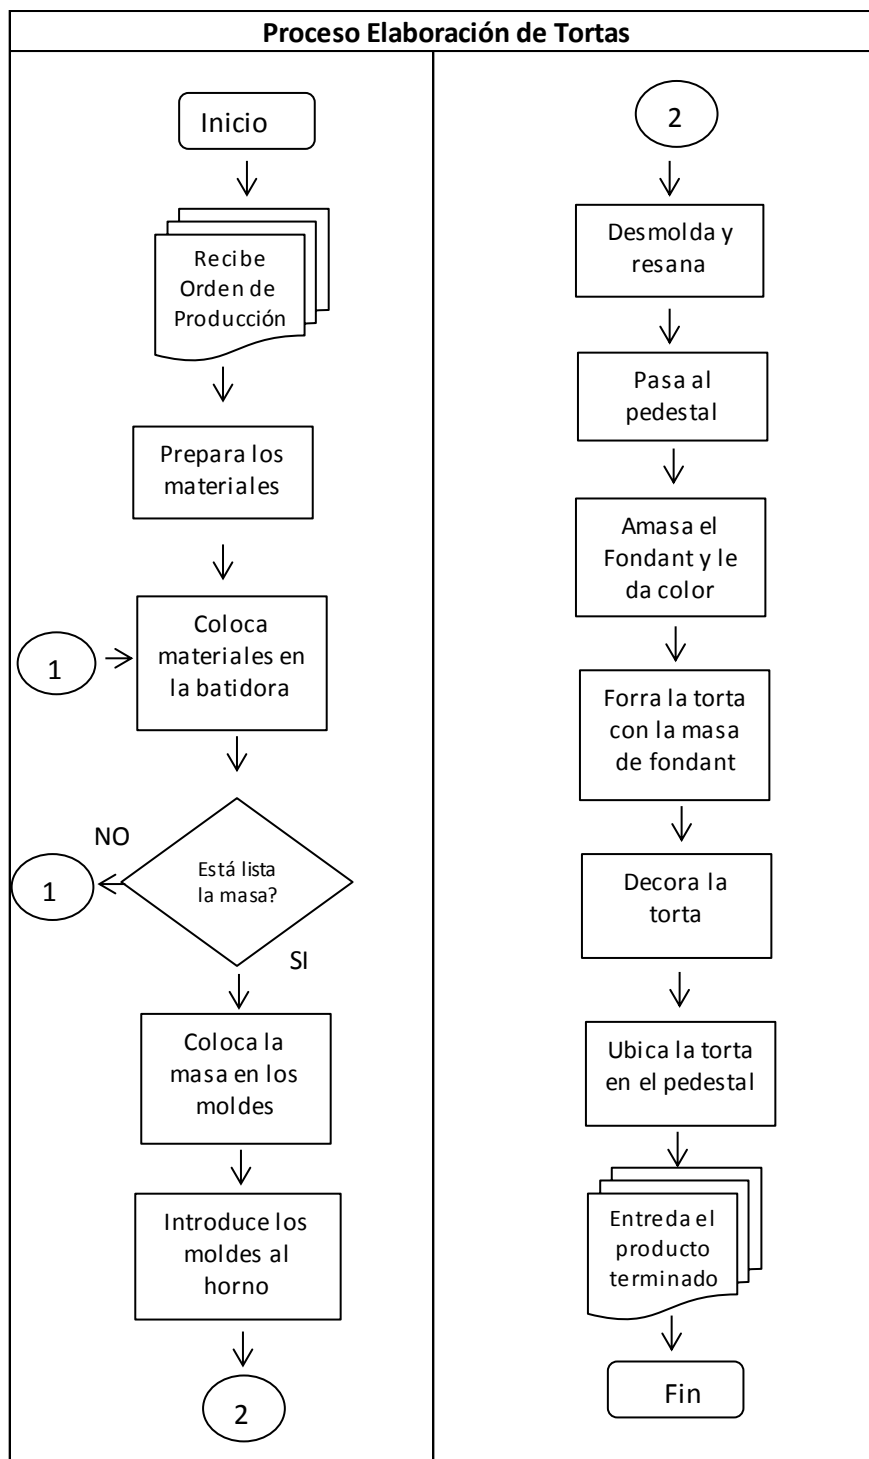 Proceso Elaboración de Tortas
Inicio
Recibe
Orden de
Producción
Prepara los
materiales
Coloca
materiales en
la batidora
1
NO
Está lista
la masa?
1
SI
Coloca la
masa en los
moldes
Introduce los
moldes al
horno
2
2
Desmolda y
resana
Pasa al
pedestal
Amasa el
Fondant y le
da color
Forra la torta
con la masa
de fondant
Decora la
torta
Ubica la torta
en el pedestal
Entreda el
producto
terminado
Fin